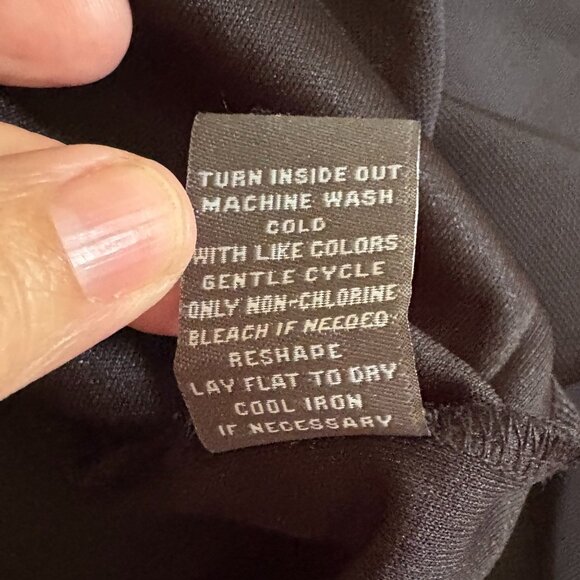 TURN INSIDE OUT
MACHINE WASH
COLD
WITH LIKE COLORS
GENTLE CYCLE
ONLY NON-CHLORINE
BLEACH IF NEEDED
RESHAPE
LAY FLAT TO DRY
COOL IRON
IF NECESSARY